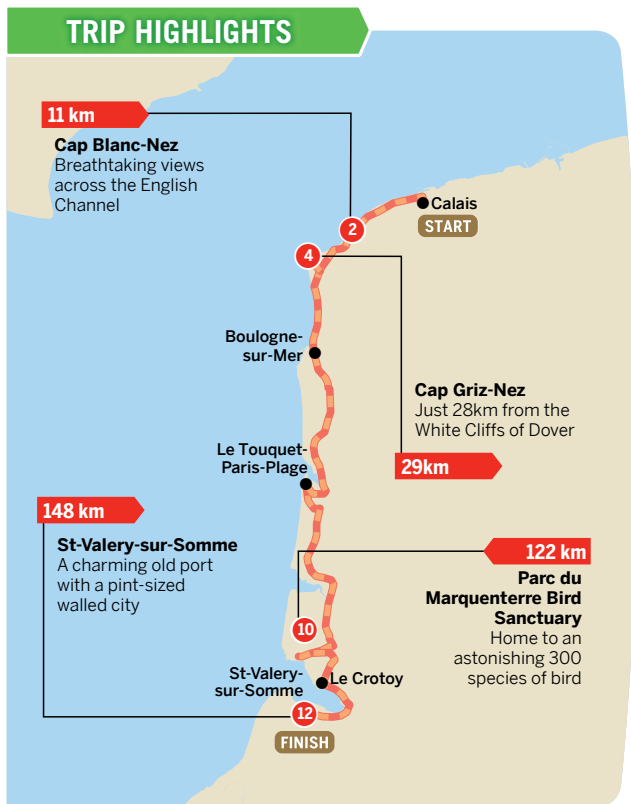 TRIP HIGHLIGHTS
11 km
Cap Blanc-Nez
Breathtaking views
across the English
Channel
Calais
START
2
4
Boulogne-
sur-Mer
Cap Griz-Nez
Just 28km from the
White Cliffs of Dover
29km
Le Touquet-
Paris-Plage
148 km
St-Valery-sur-Somme
A charming old port
with a pint-sized
walled city
122 km
Parc du
Marquenterre Bird
Sanctuary
Home to an
astonishing 300
species of bird
10
St-Valery-
sur-Somme
Le Crotoy
12
FINISH